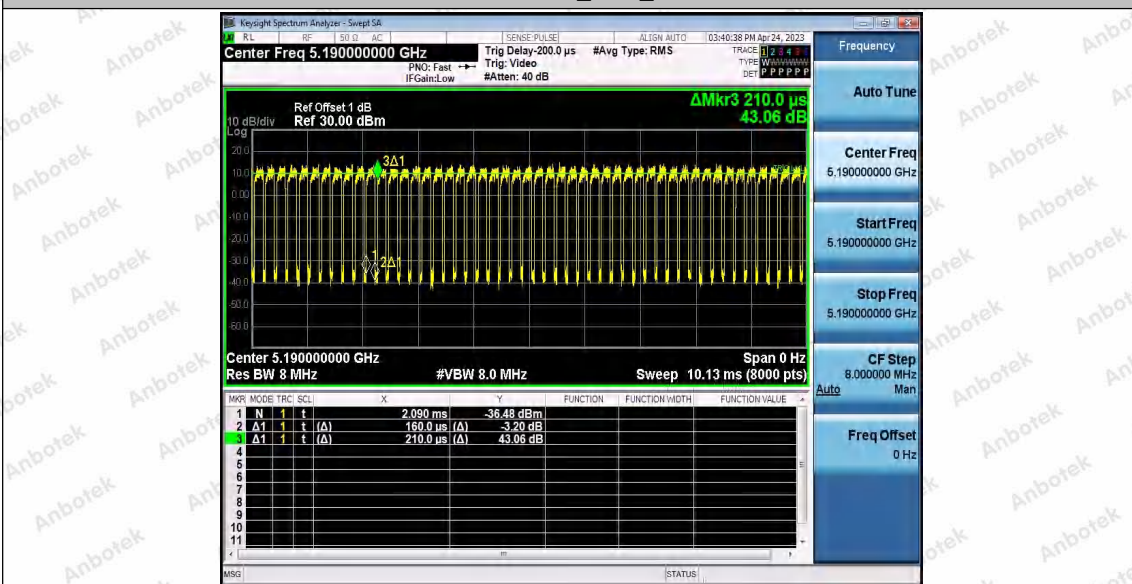 Keysight Spectrum Analyzer - Swept SA
RL RF 50 Ω AC SENSE:PULSE ALIGN AUTO 03:40:38 PM Apr 24, 2023
Center Freq 5.190000000 GHz
Trig Delay-200.0 µs #Avg Type: RMS
TRACE 1 2 3 4
PNO: Fast Trig: Video
TYPE W
IFGain:Low #Atten: 40 dB
DET P P P P P
Frequency
Auto Tune
Center Freq
5.190000000 GHz
Start Freq
5.190000000 GHz
Stop Freq
5.190000000 GHz
CF Step
8.000000 MHz
Auto Man
Freq Offset
0 Hz
ΔMkr3 210.0 µs
43.06 dB
Ref Offset 1 dB
10 dB/div Ref 30.00 dBm
Log
20.0
10.0
0.00
-10.0
-20.0
-30.0
-40.0
-50.0
-60.0
3Δ1
1
2Δ1
Center 5.190000000 GHz Span 0 Hz
Res BW 8 MHz #VBW 8.0 MHz Sweep 10.13 ms (8000 pts)
MKR MODE TRC SCL X Y FUNCTION FUNCTION WIDTH FUNCTION VALUE
1 N 1 t 2.090 ms -36.48 dBm
2 Δ1 1 t (Δ) 160.0 µs (Δ) -3.20 dB
3 Δ1 1 t (Δ) 210.0 µs (Δ) 43.06 dB
4
5
6
7
8
9
10
11
MSG STATUS
Anbotek